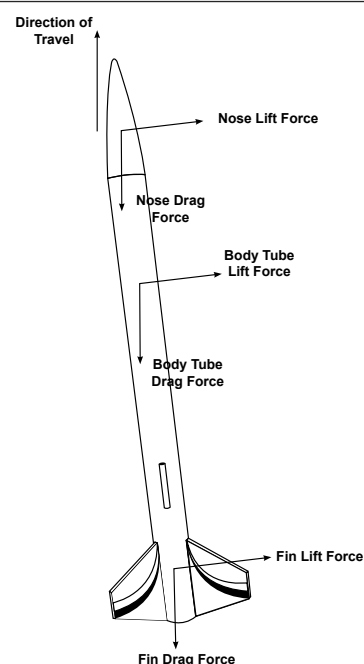 Direction of
Travel
Nose Lift Force
Nose Drag
Force
Body Tube
Lift Force
Body Tube
Drag Force
Fin Lift Force
Fin Drag Force